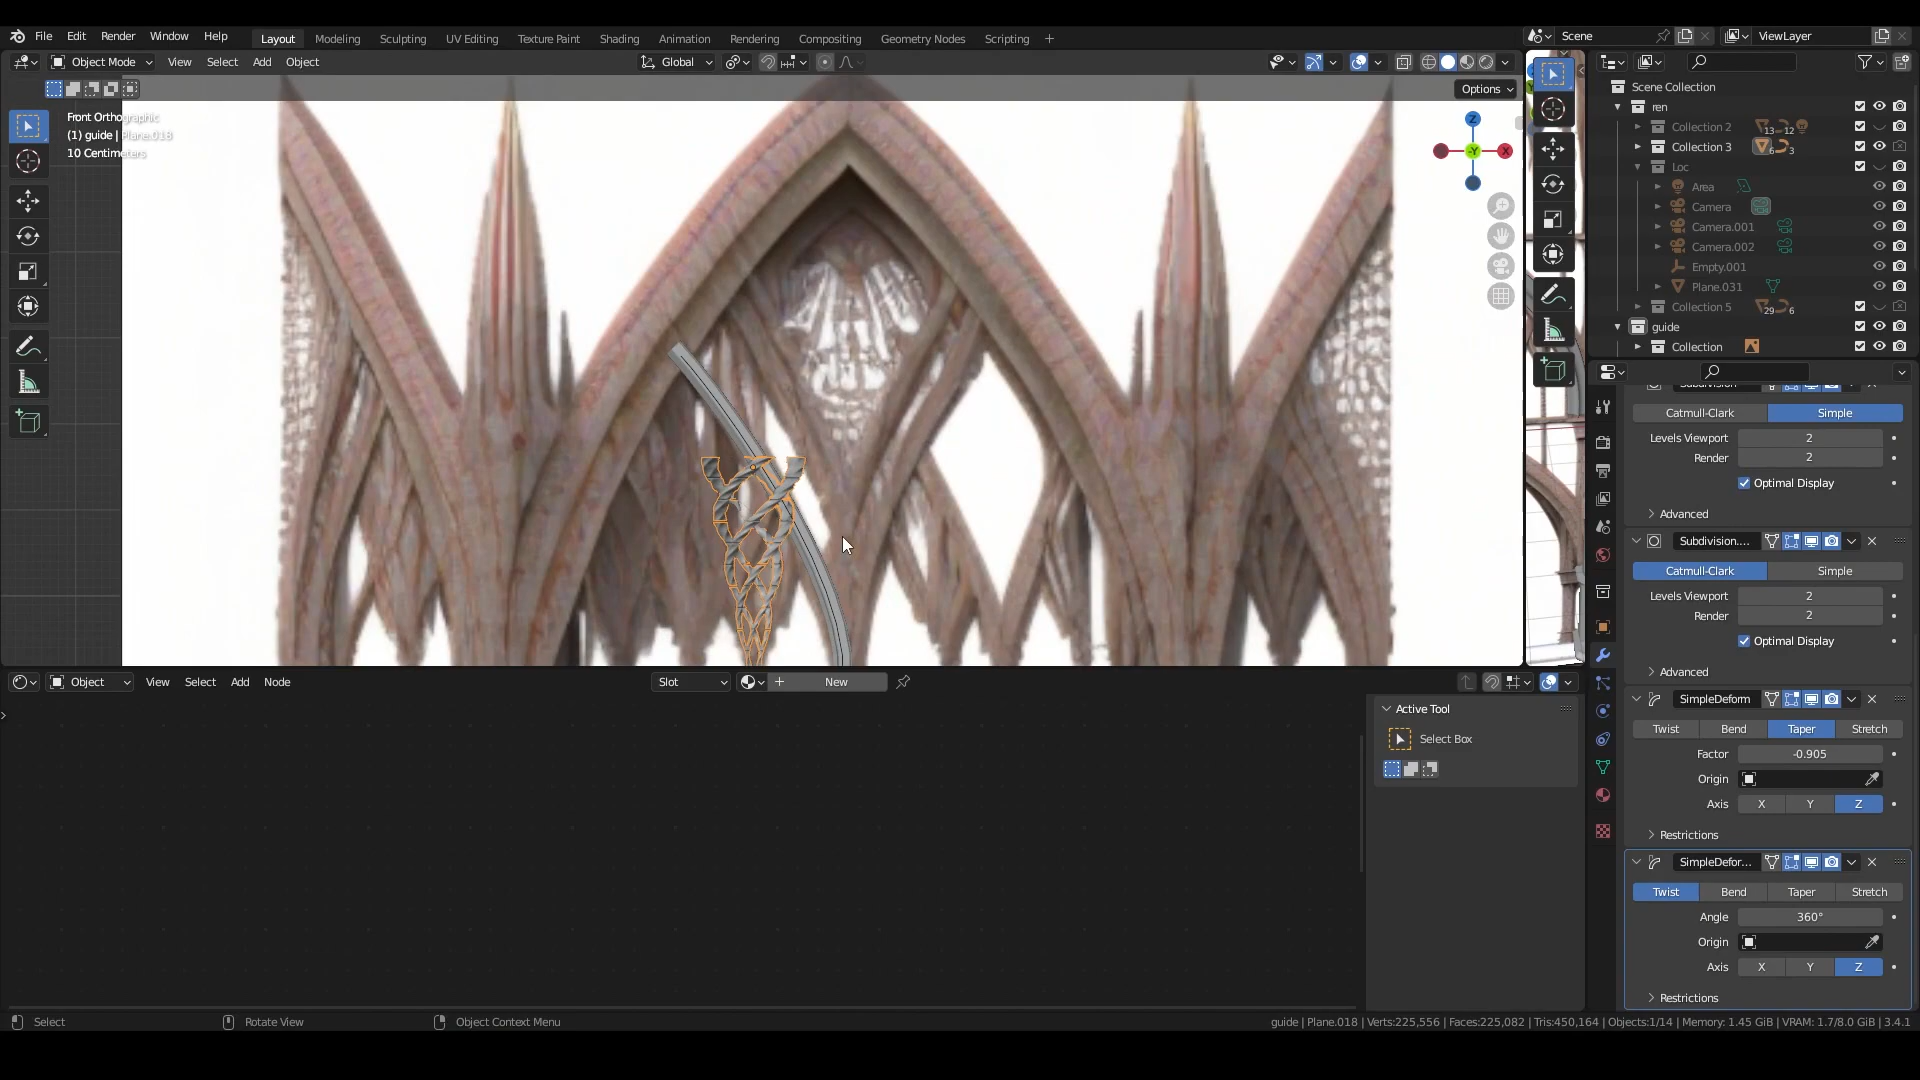 File Edit Render Window Help Layout Modeling Sculpting UV Editing Texture Paint Shading Animation Rendering Compositing Geometry Nodes Scripting + Scene ViewLayer
Object Mode View Select Add Object Global
Options
Front Orthographic
(1) guide | Plane.018
10 Centimeters
Z
-Y
X
Scene Collection
ren
Collection 2 13 12
Collection 3 6 3
Loc
Area
Camera
Camera.001
Camera.002
Empty.001
Plane.031
Collection 5 29 6
guide
Collection
Subdivision
Catmull-Clark Simple
Levels Viewport 2
Render 2
Optimal Display
Advanced
Subdivision....
Catmull-Clark Simple
Levels Viewport 2
Render 2
Optimal Display
Advanced
SimpleDeform
Twist Bend Taper Stretch
Factor -0.905
Origin
Axis X Y Z
Restrictions
SimpleDefor...
Twist Bend Taper Stretch
Angle 360°
Origin
Axis X Y Z
Restrictions
Object View Select Add Node Slot + New
Active Tool
Select Box
Select Rotate View Object Context Menu guide | Plane.018 | Verts:225,556 | Faces:225,082 | Tris:450,164 | Objects:1/14 | Memory: 1.45 GiB | VRAM: 1.7/8.0 GiB | 3.4.1